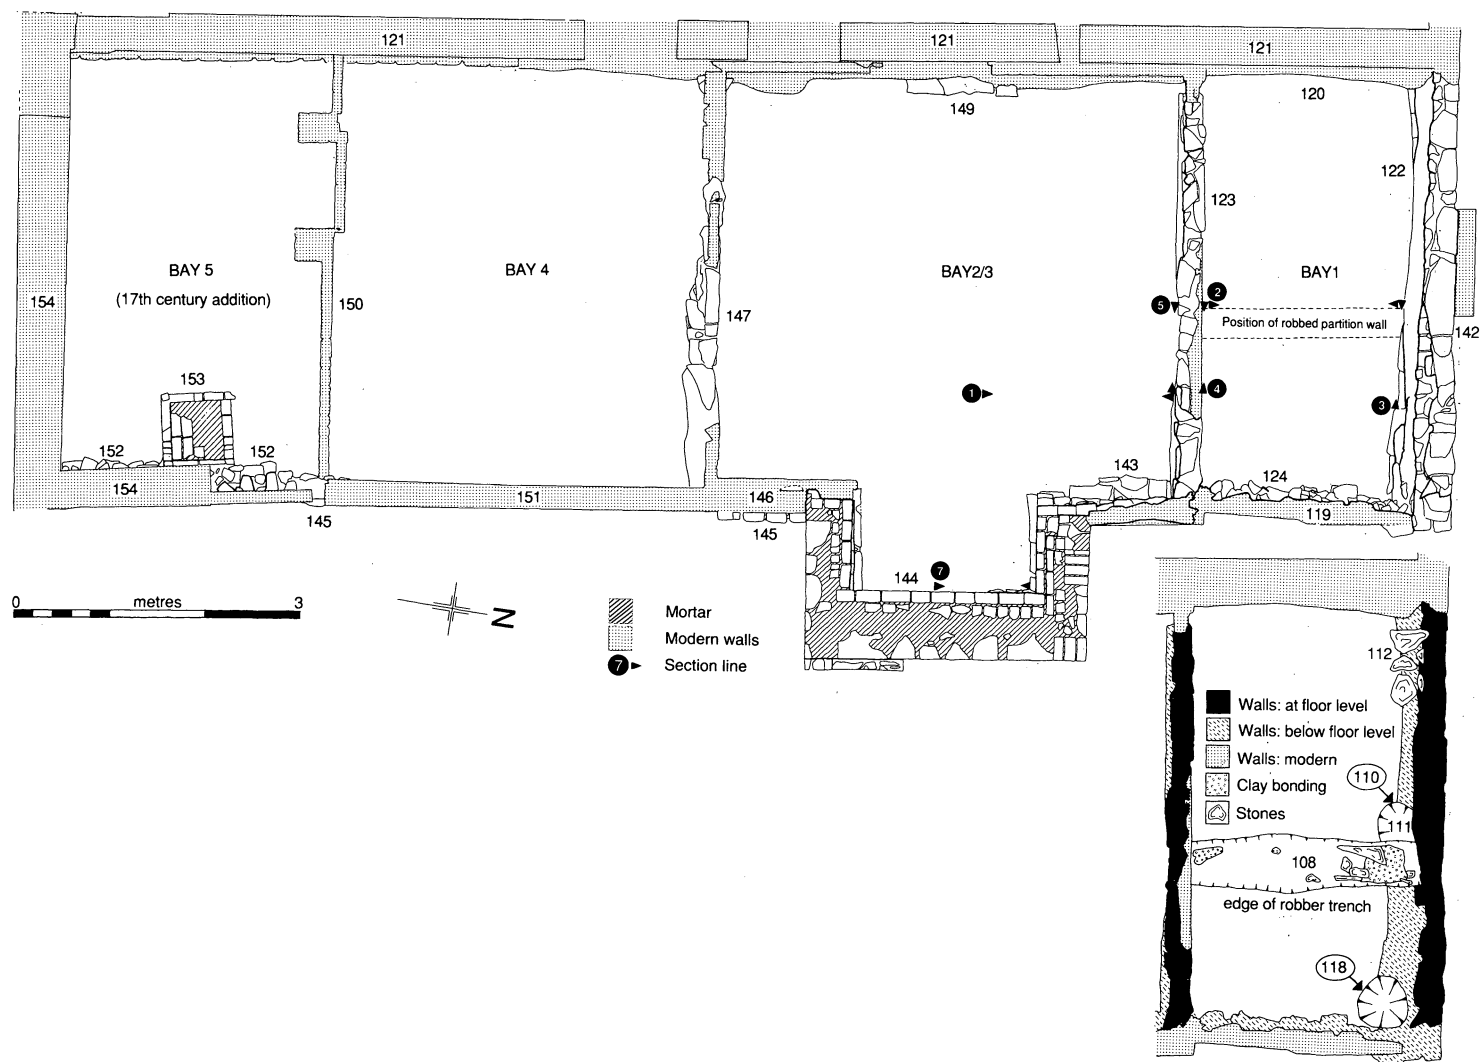 121
121
121
120
149
122
123
BAY 5
(17th century addition)
BAY 4
BAY2/3
BAY1
154
150
147
5
2
Position of robbed partition wall
142
153
1
4
3
152
152
143
124
154
151
146
119
145
145
144
7
0 metres 3
N
Mortar
Modern walls
7 Section line
112
Walls: at floor level
Walls: below floor level
Walls: modern
Clay bonding
Stones
110
111
108
edge of robber trench
118